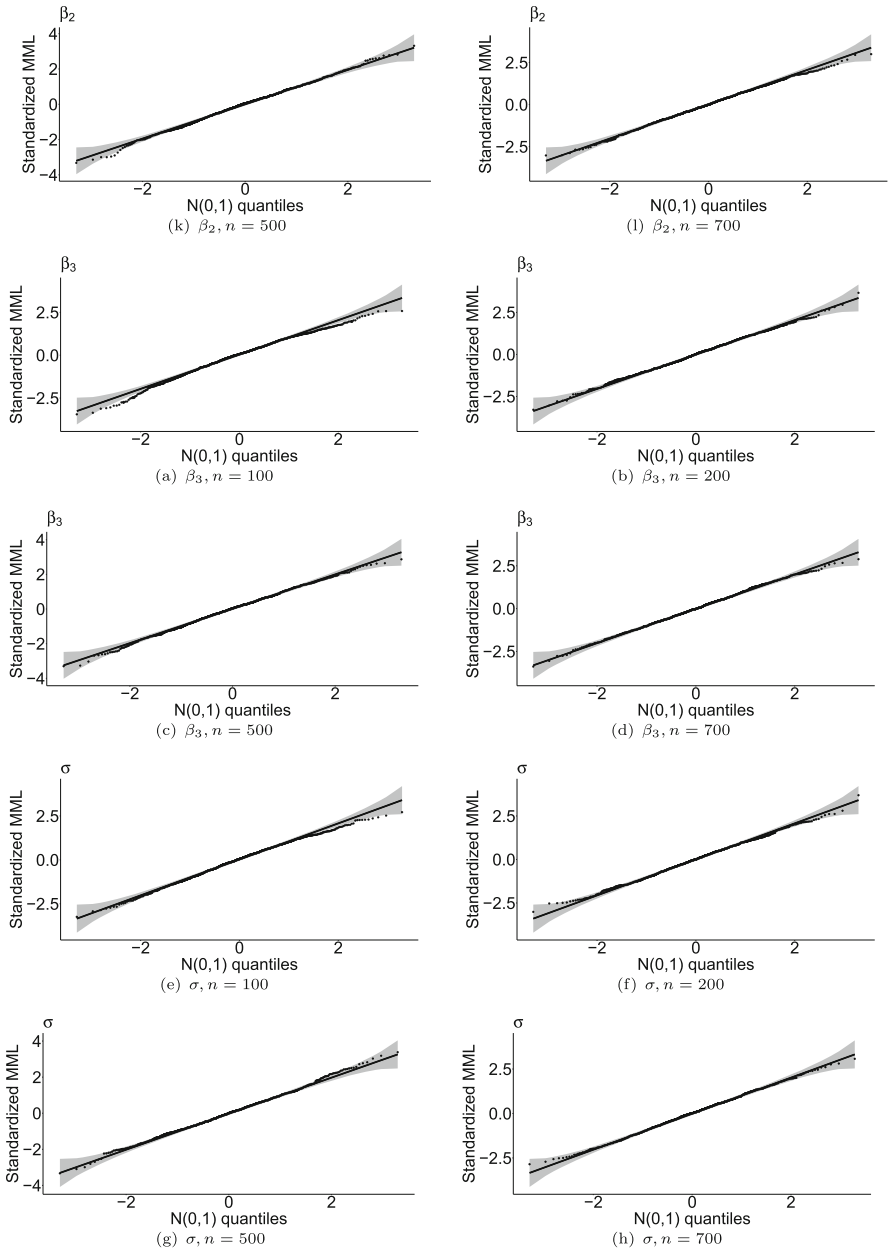 β2
Standardized MML
4
2
0
−2
−4
−2 0 2
N(0,1) quantiles
(k) β2, n = 500
β2
Standardized MML
2.5
0.0
−2.5
−2 0 2
N(0,1) quantiles
(l) β2, n = 700
β3
Standardized MML
2.5
0.0
−2.5
−2 0 2
N(0,1) quantiles
(a) β3, n = 100
β3
Standardized MML
2.5
0.0
−2.5
−2 0 2
N(0,1) quantiles
(b) β3, n = 200
β3
Standardized MML
4
2
0
−2
−4
−2 0 2
N(0,1) quantiles
(c) β3, n = 500
β3
Standardized MML
2.5
0.0
−2.5
−2 0 2
N(0,1) quantiles
(d) β3, n = 700
σ
Standardized MML
2.5
0.0
−2.5
−2 0 2
N(0,1) quantiles
(e) σ, n = 100
σ
Standardized MML
2.5
0.0
−2.5
−2 0 2
N(0,1) quantiles
(f) σ, n = 200
σ
Standardized MML
4
2
0
−2
−4
−2 0 2
N(0,1) quantiles
(g) σ, n = 500
σ
Standardized MML
2.5
0.0
−2.5
−2 0 2
N(0,1) quantiles
(h) σ, n = 700